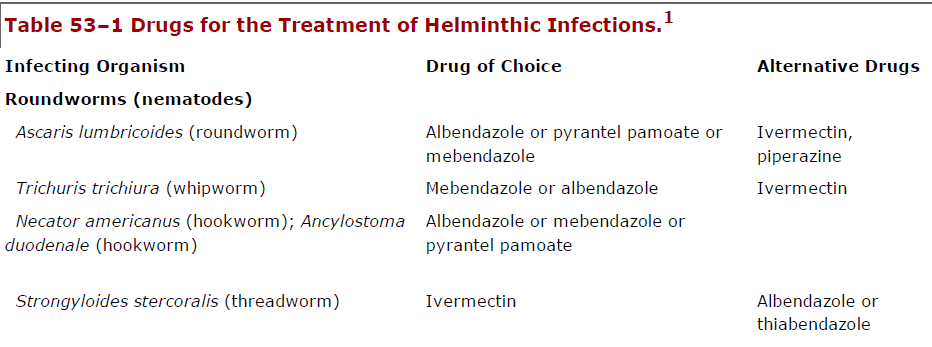 Table 53–1 Drugs for the Treatment of Helminthic Infections.1
Infecting Organism Drug of Choice Alternative Drugs
Roundworms (nematodes)
Ascaris lumbricoides (roundworm) Albendazole or pyrantel pamoate or Ivermectin,
mebendazole piperazine
Trichuris trichiura (whipworm) Mebendazole or albendazole Ivermectin
Necator americanus (hookworm); Ancylostoma Albendazole or mebendazole or
duodenale (hookworm) pyrantel pamoate
Strongyloides stercoralis (threadworm) Ivermectin Albendazole or
thiabendazole